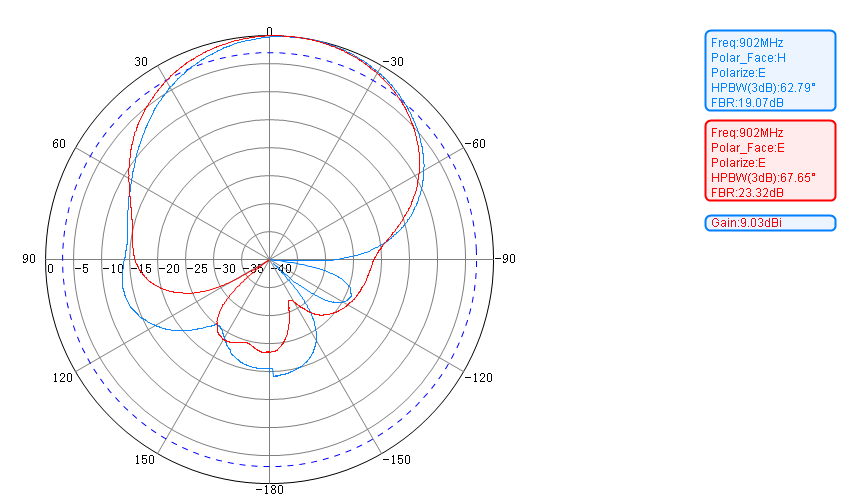 0
30
-30
60
-60
90
-90
0 -5 -10 -15 -20 -25 -30 -35 -40
120
-120
150
-150
-180
Freq:902MHz
Polar_Face:H
Polarize:E
HPBW(3dB):62.79°
FBR:19.07dB
Freq:902MHz
Polar_Face:E
Polarize:E
HPBW(3dB):67.65°
FBR:23.32dB
Gain:9.03dBi